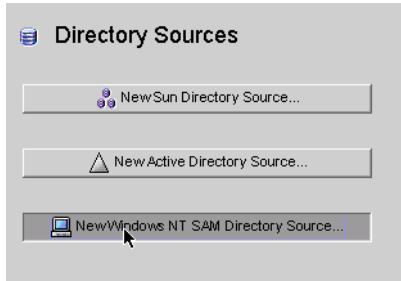 Directory Sources
New Sun Directory Source...
New Active Directory Source...
New Windows NT SAM Directory Source...